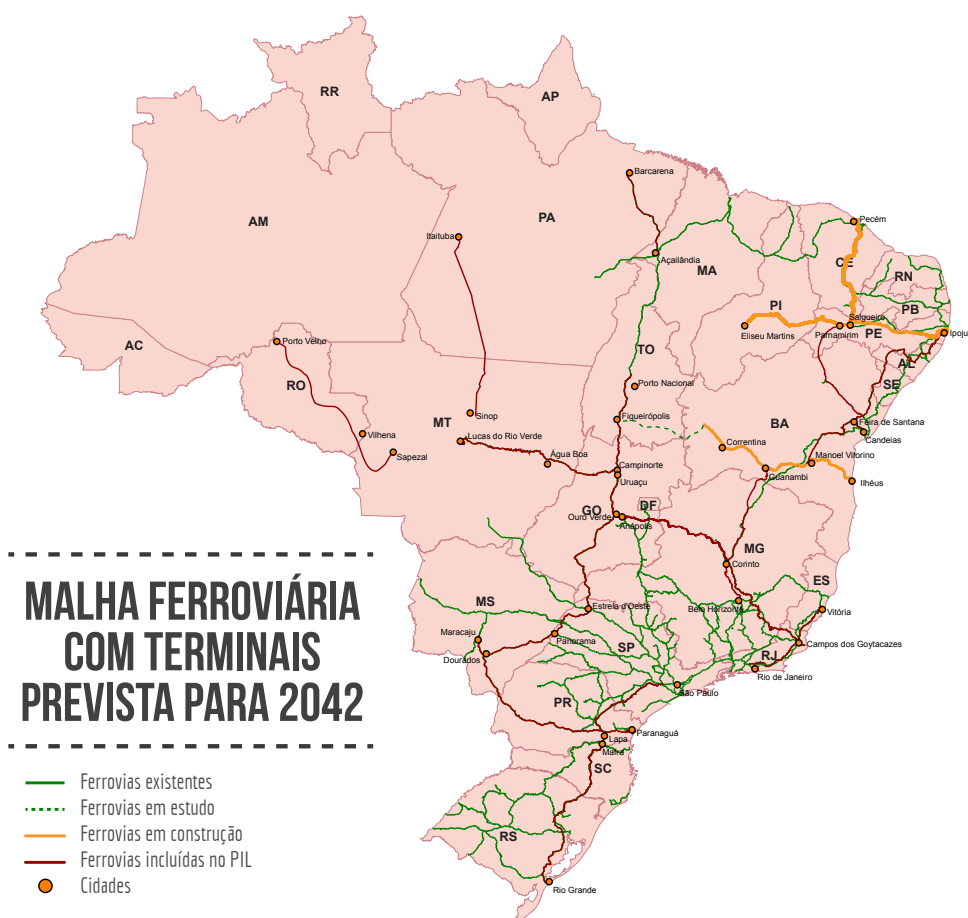 RR
AP
Barcarena
PA
AM
Itaituba
Pecém
Açailândia
MA
CE
RN
PI
PB
Salgueiro
Eliseu Martins
Parnamirim
PE
Ipoju
AC
Porto Velho
TO
AL
RO
SE
Porto Nacional
MT
Sinop
Figueirópolis
BA
Feira de Santana
Candeias
Vilhena
Lucas do Rio Verde
Correntina
Sapezal
Água Boa
Manoel Vitorino
Campinorte
Guanambi
Uruaçu
Ilhéus
GO
DF
Ouro Verde
Anápolis
MG
Corinto
ES
MS
Estrela d'Oeste
Belo Horizonte
Vitória
Maracaju
Panorama
Campos dos Goytacazes
Dourados
SP
RJ
Rio de Janeiro
São Paulo
PR
Paranaguá
Lapa
Mafra
SC
RS
Rio Grande
MALHA FERROVIÁRIA
COM TERMINAIS
PREVISTA PARA 2042
Ferrovias existentes
Ferrovias em estudo
Ferrovias em construção
Ferrovias incluídas no PIL
Cidades